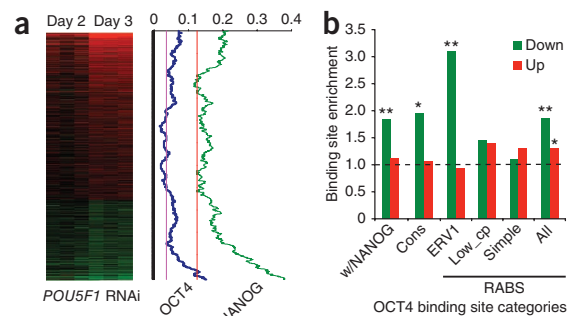 a
Day 2 Day 3
0 0.1 0.2 0.3 0.4
POU5F1 RNAi
OCT4
b
Down
Up
Binding site enrichment
3.5
3.0
2.5
2.0
1.5
1.0
0.5
0
**
*
**
**
*
w/NANOG
Cons
ERV1
Low_cp
Simple
All
RABS
OCT4 binding site categories